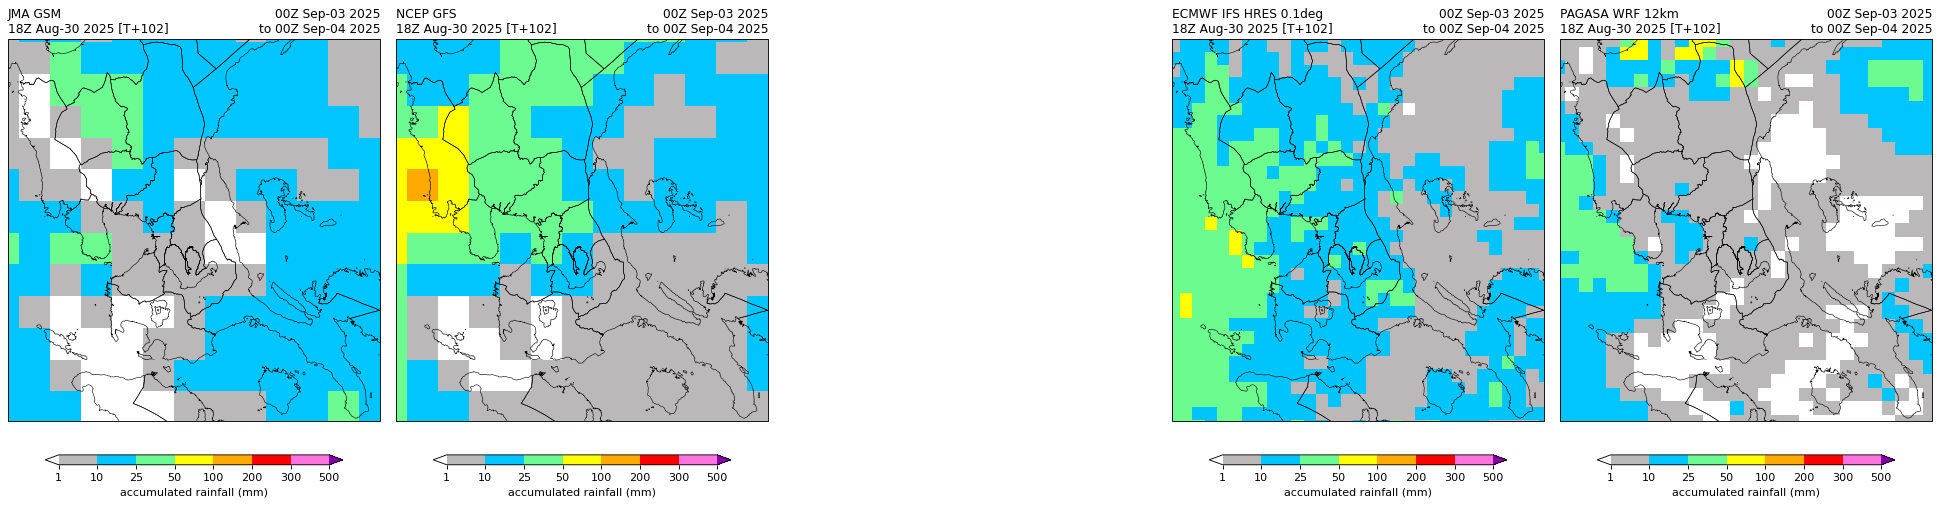 JMA GSM 00Z Sep-03 2025
18Z Aug-30 2025 [T+102] to 00Z Sep-04 2025
1 10 25 50 100 200 300 500
accumulated rainfall (mm)
NCEP GFS 00Z Sep-03 2025
18Z Aug-30 2025 [T+102] to 00Z Sep-04 2025
1 10 25 50 100 200 300 500
accumulated rainfall (mm)
ECMWF IFS HRES 0.1deg 00Z Sep-03 2025
18Z Aug-30 2025 [T+102] to 00Z Sep-04 2025
1 10 25 50 100 200 300 500
accumulated rainfall (mm)
PAGASA WRF 12km 00Z Sep-03 2025
18Z Aug-30 2025 [T+102] to 00Z Sep-04 2025
1 10 25 50 100 200 300 500
accumulated rainfall (mm)